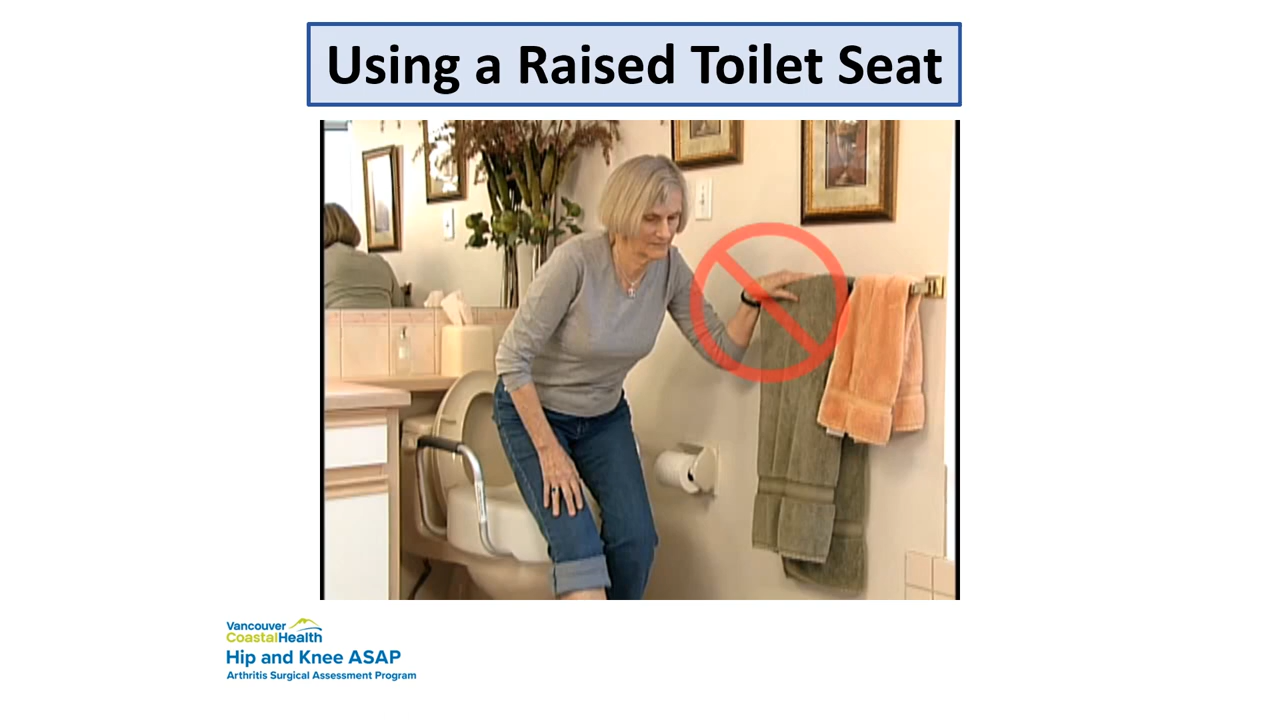 Using a Raised Toilet Seat
Vancouver
CoastalHealth
Hip and Knee ASAP
Arthritis Surgical Assessment Program